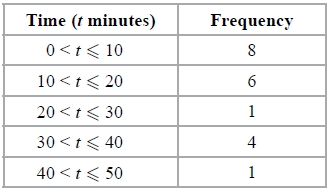 Time (t minutes) Frequency
0 < t ⩽ 10 8
10 < t ⩽ 20 6
20 < t ⩽ 30 1
30 < t ⩽ 40 4
40 < t ⩽ 50 1